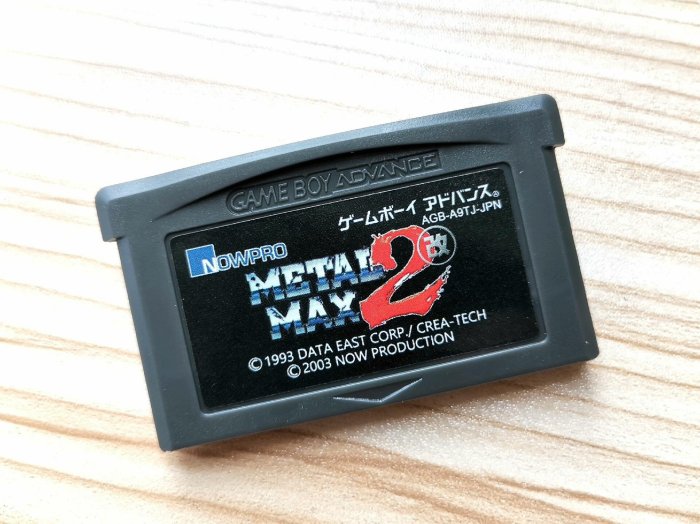 GAME BOY ADVANCE
ゲームボーイ アドバンス®
AGB-A9TJ-JPN
NOWPRO
METAL
MAX 2 改
©1993 DATA EAST CORP./ CREA-TECH
©2003 NOW PRODUCTION